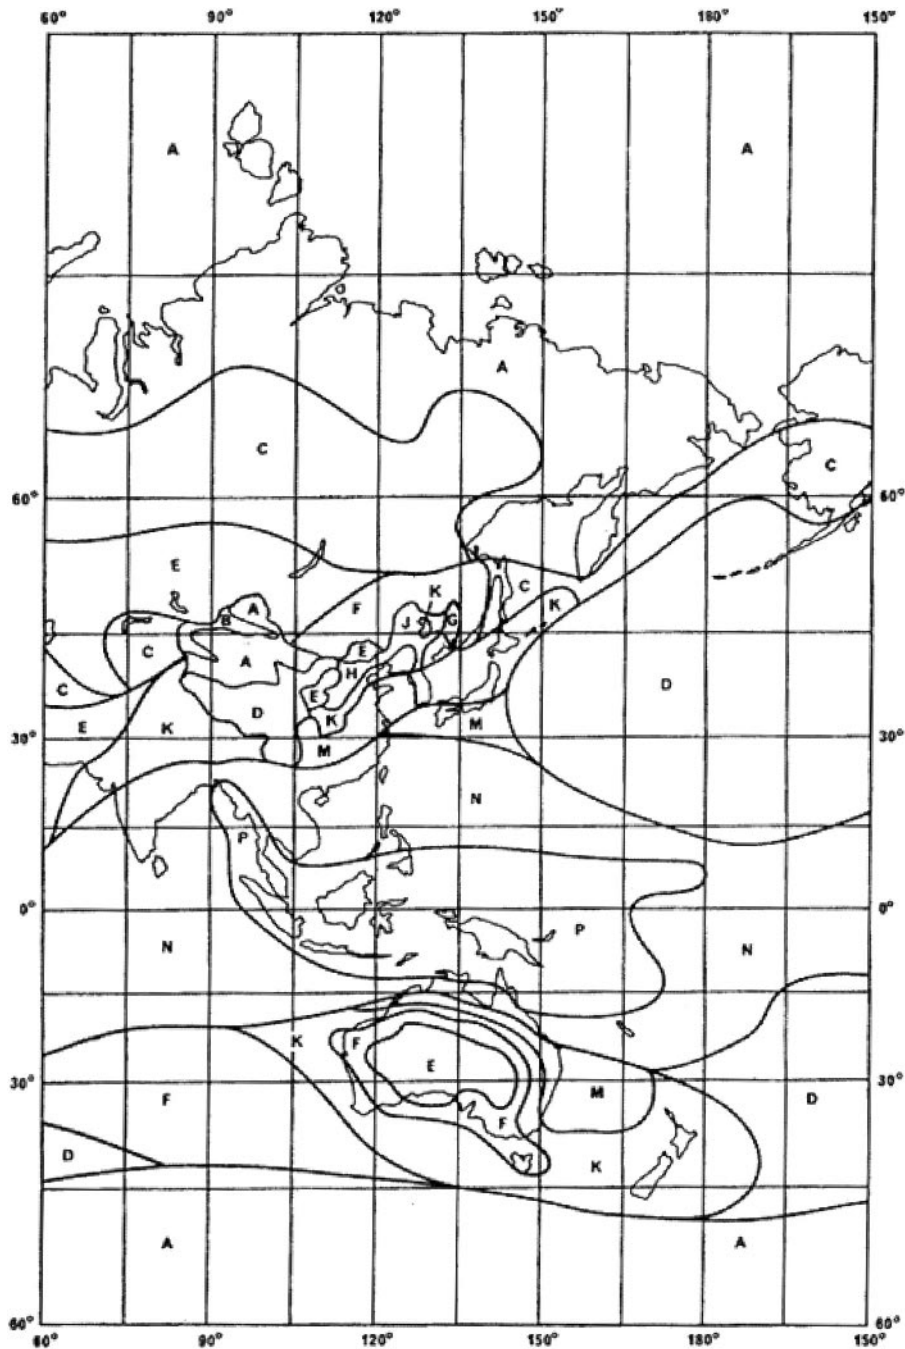 60° 90° 120° 150° 180° 150°
A A
A
C
C
60° 60°
E
C
K
K
A F
B J G
E
C
A H
C E D
D
E K K M
30° M 30°
N
P
0° 0°
P
N N
K F
E
30° M 30°
F D
F
D K
A A
60° 60°
60° 90° 120° 150° 180° 150°